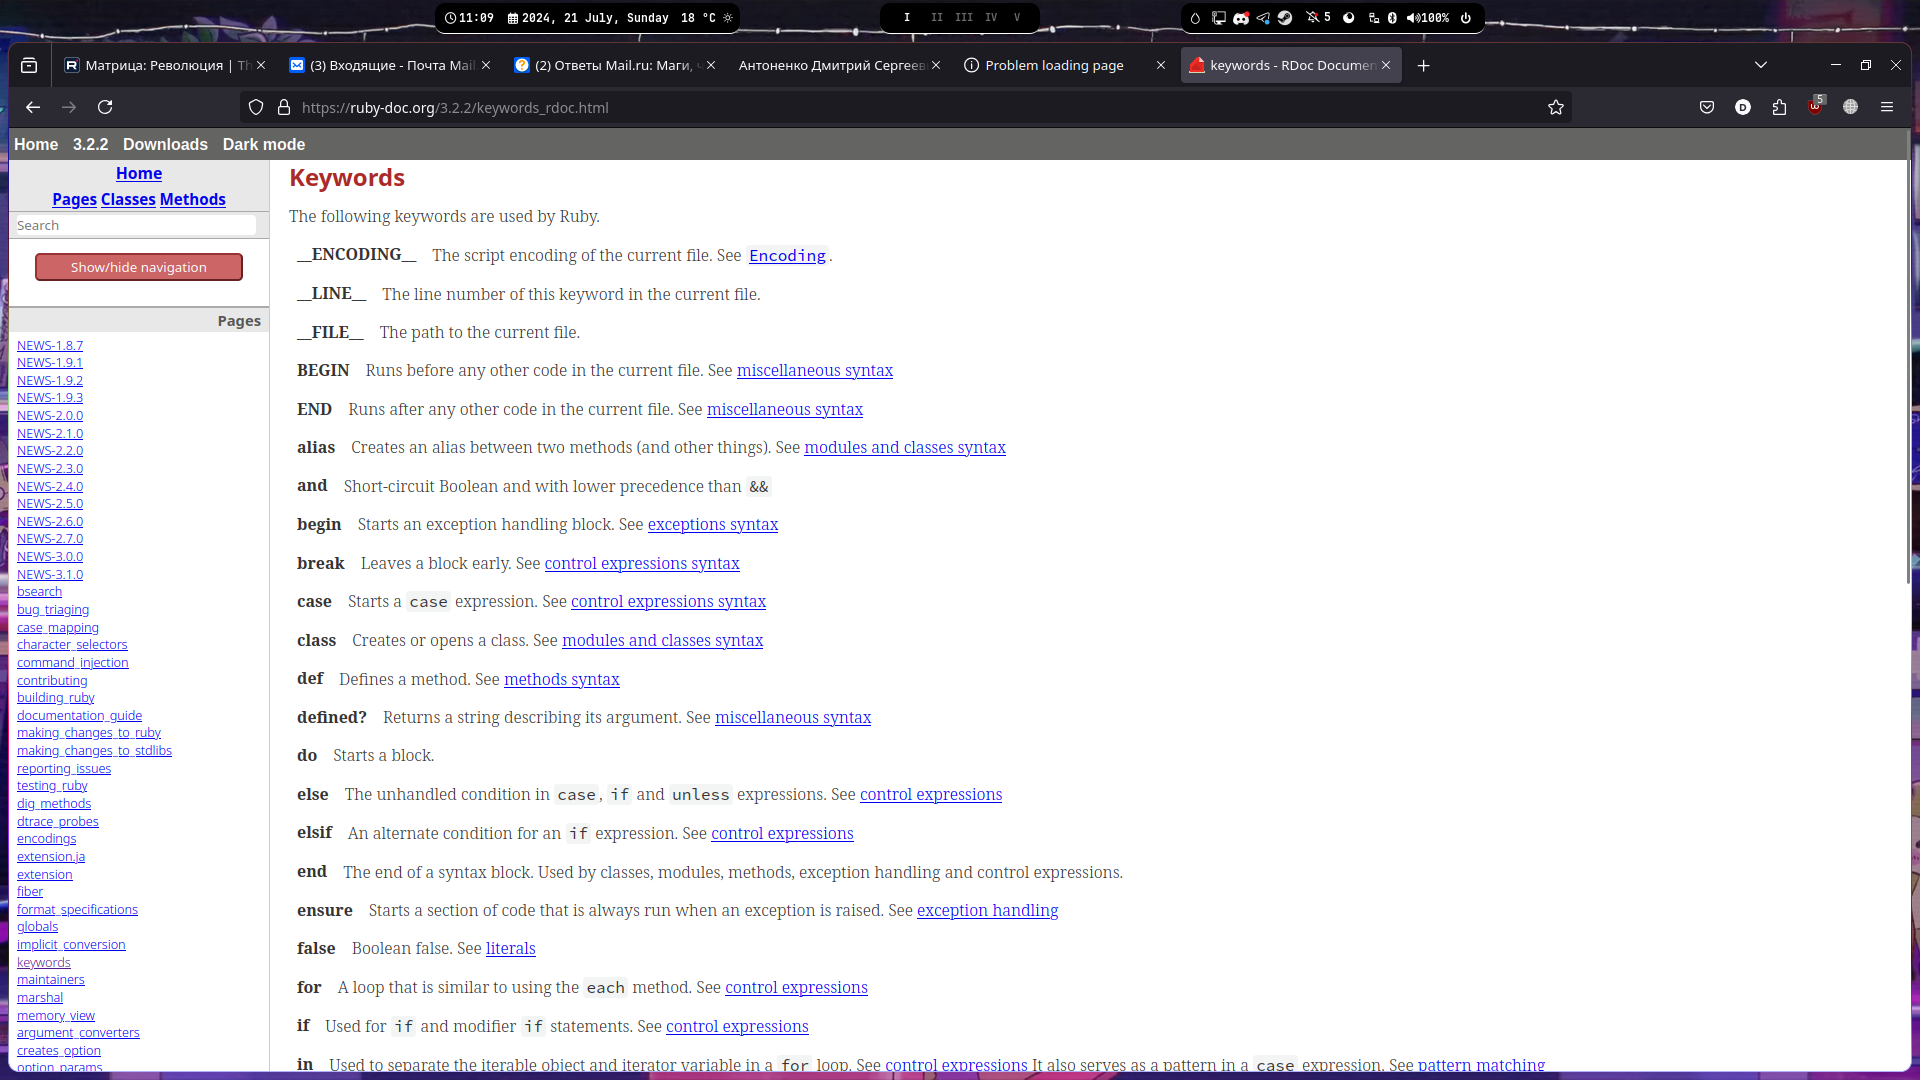 11:09 2024, 21 July, Sunday 18 °C
I II III IV V
5 100%
Матрица: Революция | Th
(3) Входящие - Почта Mail
(2) Ответы Mail.ru: Маги, ч
Антоненко Дмитрий Сергеев
Problem loading page
keywords - RDoc Documen
https://ruby-doc.org/3.2.2/keywords_rdoc.html
D
5
Home 3.2.2 Downloads Dark mode
Home
Pages Classes Methods
Search
Show/hide navigation
Pages
NEWS-1.8.7
NEWS-1.9.1
NEWS-1.9.2
NEWS-1.9.3
NEWS-2.0.0
NEWS-2.1.0
NEWS-2.2.0
NEWS-2.3.0
NEWS-2.4.0
NEWS-2.5.0
NEWS-2.6.0
NEWS-2.7.0
NEWS-3.0.0
NEWS-3.1.0
bsearch
bug_triaging
case_mapping
character_selectors
command_injection
contributing
building_ruby
documentation_guide
making_changes_to_ruby
making_changes_to_stdlibs
reporting_issues
testing_ruby
dig_methods
dtrace_probes
encodings
extension.ja
extension
fiber
format_specifications
globals
implicit_conversion
keywords
maintainers
marshal
memory_view
argument_converters
creates_option
option_params
Keywords
The following keywords are used by Ruby.
__ENCODING__ The script encoding of the current file. See Encoding.
__LINE__ The line number of this keyword in the current file.
__FILE__ The path to the current file.
BEGIN Runs before any other code in the current file. See miscellaneous syntax
END Runs after any other code in the current file. See miscellaneous syntax
alias Creates an alias between two methods (and other things). See modules and classes syntax
and Short-circuit Boolean and with lower precedence than &&
begin Starts an exception handling block. See exceptions syntax
break Leaves a block early. See control expressions syntax
case Starts a case expression. See control expressions syntax
class Creates or opens a class. See modules and classes syntax
def Defines a method. See methods syntax
defined? Returns a string describing its argument. See miscellaneous syntax
do Starts a block.
else The unhandled condition in case, if and unless expressions. See control expressions
elsif An alternate condition for an if expression. See control expressions
end The end of a syntax block. Used by classes, modules, methods, exception handling and control expressions.
ensure Starts a section of code that is always run when an exception is raised. See exception handling
false Boolean false. See literals
for A loop that is similar to using the each method. See control expressions
if Used for if and modifier if statements. See control expressions
in Used to separate the iterable object and iterator variable in a for loop. See control expressions It also serves as a pattern in a case expression. See pattern matching